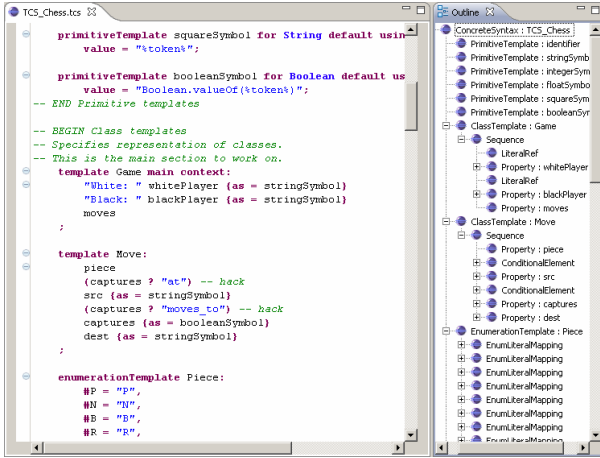 TCS_Chess.tcs
primitiveTemplate squareSymbol for String default usin
value = "%token%";
primitiveTemplate booleanSymbol for Boolean default us
value = "Boolean.valueOf(%token%)";
-- END Primitive templates
-- BEGIN Class templates
-- Specifies representation of classes.
-- This is the main section to work on.
template Game main context:
"White: " whitePlayer {as = stringSymbol}
"Black: " blackPlayer {as = stringSymbol}
moves
;
template Move:
piece
(captures ? "at") -- hack
src {as = stringSymbol}
(captures ? "moves_to") -- hack
captures {as = booleanSymbol}
dest {as = stringSymbol}
;
enumerationTemplate Piece:
#P = "P",
#N = "N",
#B = "B",
#R = "R",
Outline
ConcreteSyntax : TCS_Chess
PrimitiveTemplate : identifier
PrimitiveTemplate : stringSymb
PrimitiveTemplate : integerSym
PrimitiveTemplate : floatSymbo
PrimitiveTemplate : squareSym
PrimitiveTemplate : booleanSyr
ClassTemplate : Game
Sequence
LiteralRef
Property : whitePlayer
LiteralRef
Property : blackPlayer
Property : moves
ClassTemplate : Move
Sequence
Property : piece
ConditionalElement
Property : src
ConditionalElement
Property : captures
Property : dest
EnumerationTemplate : Piece
EnumLiteralMapping
EnumLiteralMapping
EnumLiteralMapping
EnumLiteralMapping
EnumLiteralMapping
EnumLiteralMapping